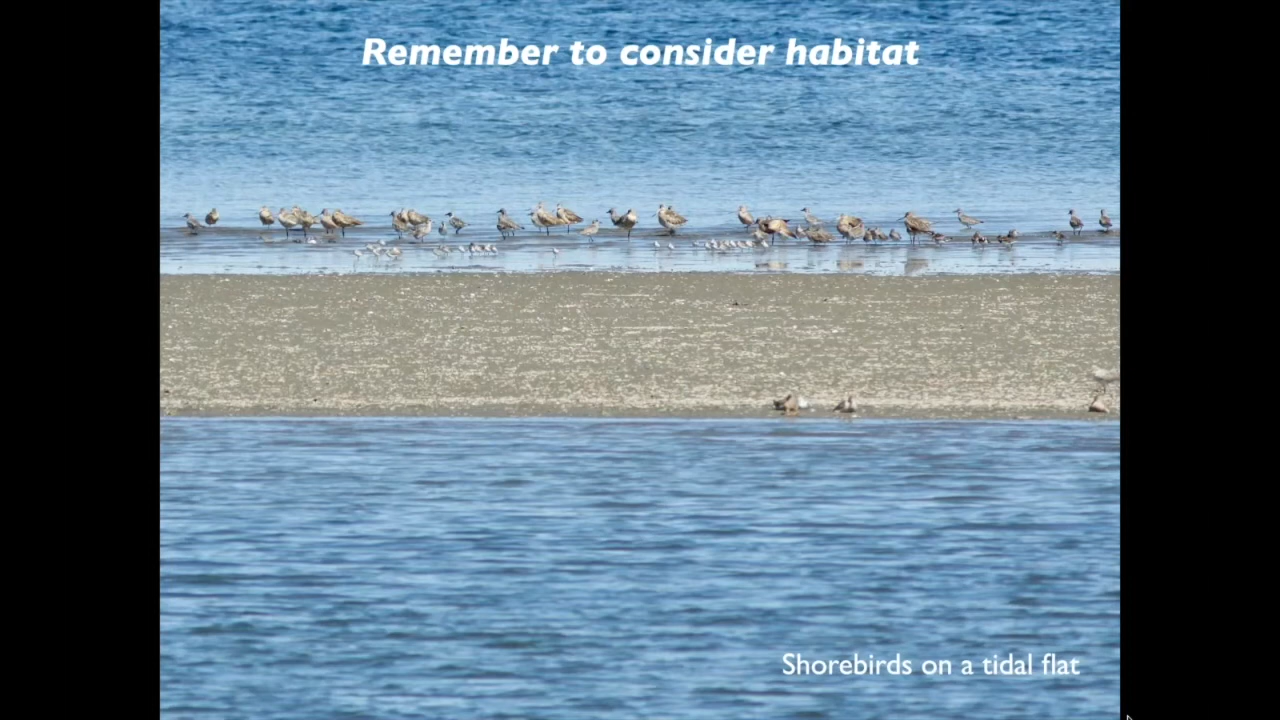 Remember to consider habitat
Shorebirds on a tidal flat